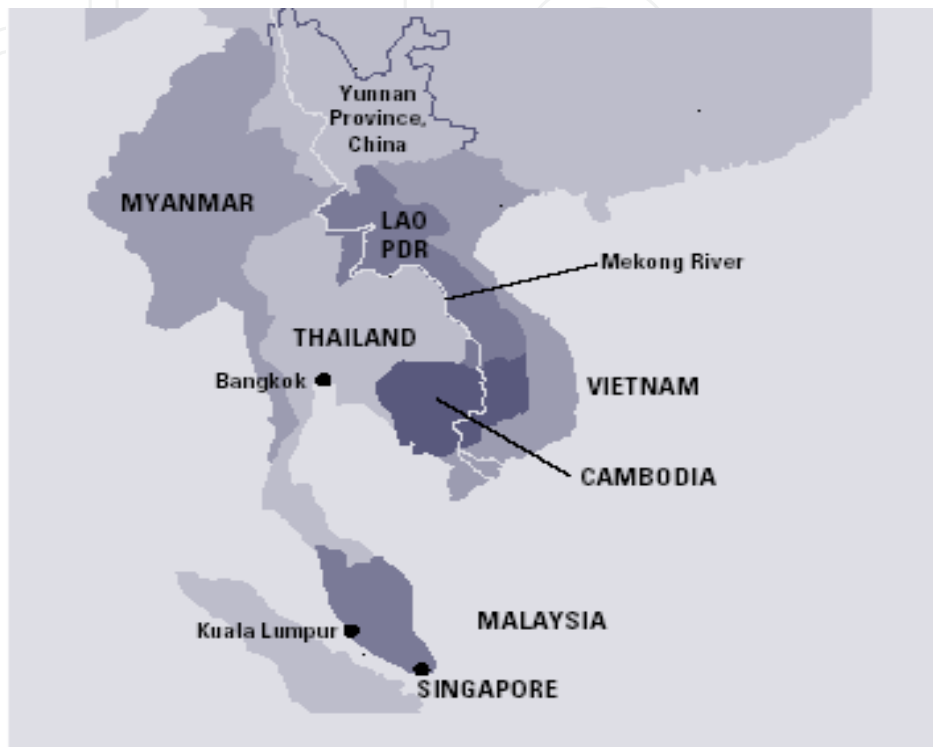 Yunnan
Province,
China
MYANMAR
LAO
PDR
Mekong River
THAILAND
Bangkok
VIETNAM
CAMBODIA
MALAYSIA
Kuala Lumpur
SINGAPORE